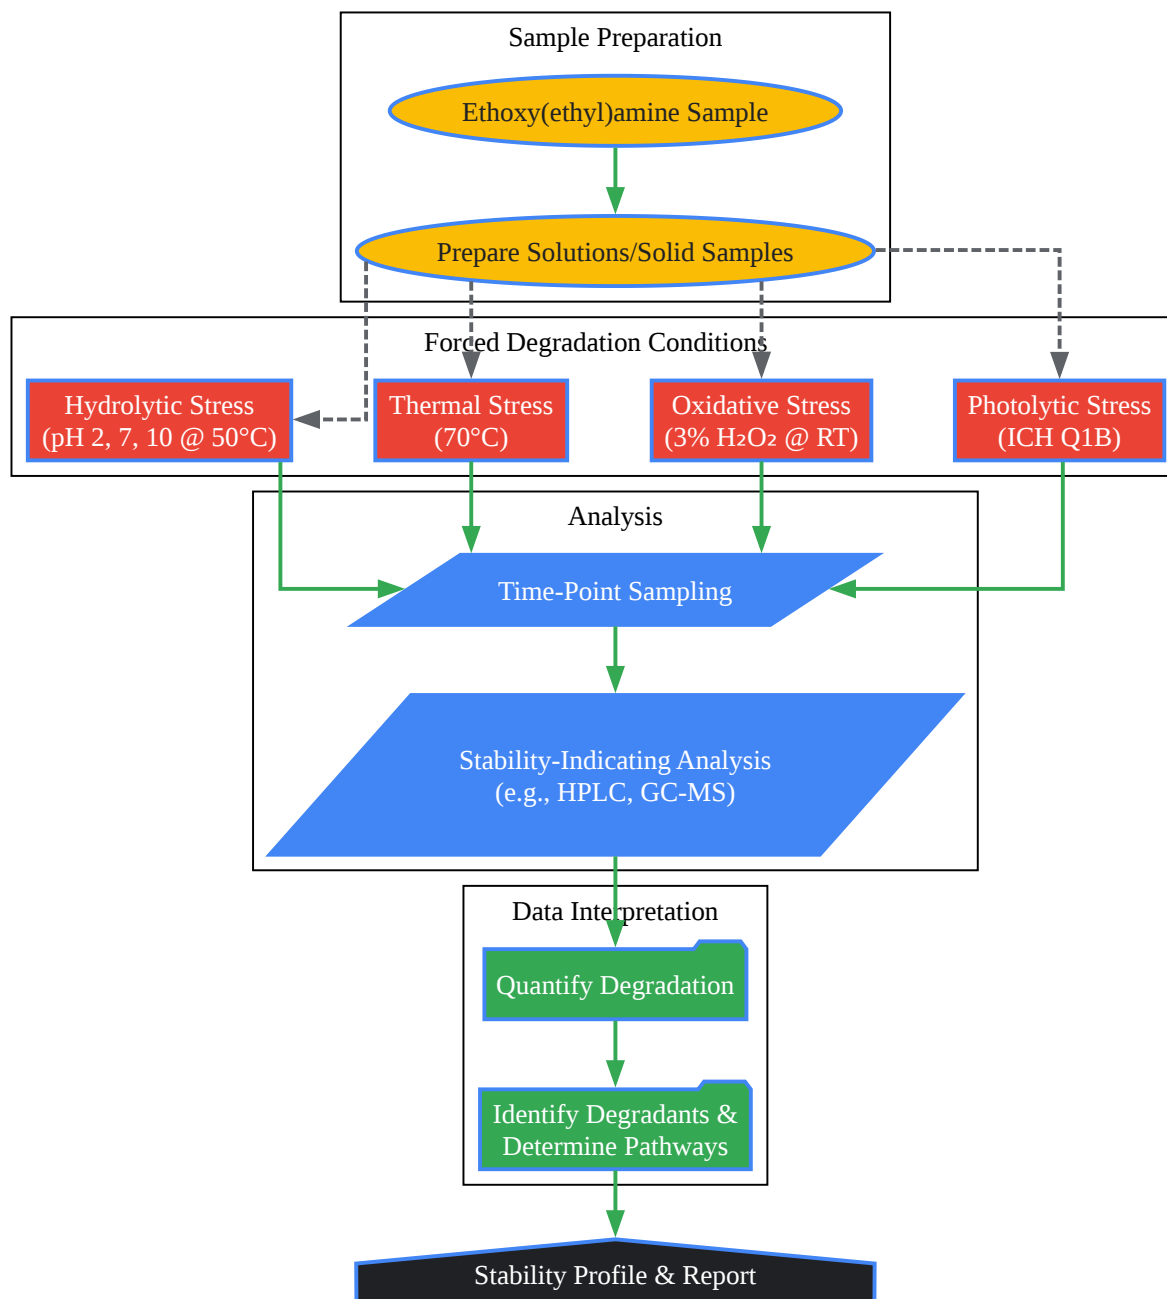 Sample Preparation
Ethoxy(ethyl)amine Sample
Prepare Solutions/Solid Samples
Forced Degradation Conditions
Hydrolytic Stress
(pH 2, 7, 10 @ 50°C)
Thermal Stress
(70°C)
Oxidative Stress
(3% H₂O₂ @ RT)
Photolytic Stress
(ICH Q1B)
Analysis
Time-Point Sampling
Stability-Indicating Analysis
(e.g., HPLC, GC-MS)
Data Interpretation
Quantify Degradation
Identify Degradants &
Determine Pathways
Stability Profile & Report